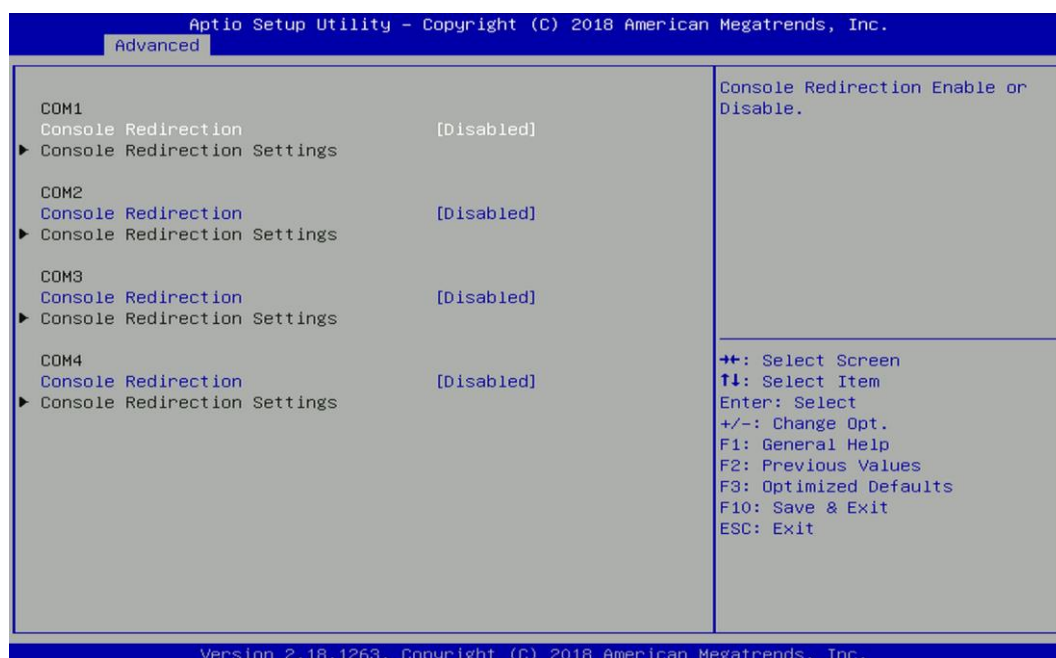 Aptio Setup Utility – Copyright (C) 2018 American Megatrends, Inc.
Advanced
COM1
Console Redirection [Disabled]
▶ Console Redirection Settings
COM2
Console Redirection [Disabled]
▶ Console Redirection Settings
COM3
Console Redirection [Disabled]
▶ Console Redirection Settings
COM4
Console Redirection [Disabled]
▶ Console Redirection Settings
Console Redirection Enable or
Disable.
→←: Select Screen
↑↓: Select Item
Enter: Select
+/-: Change Opt.
F1: General Help
F2: Previous Values
F3: Optimized Defaults
F10: Save & Exit
ESC: Exit
Version 2.18.1263. Copyright (C) 2018 American Megatrends, Inc.